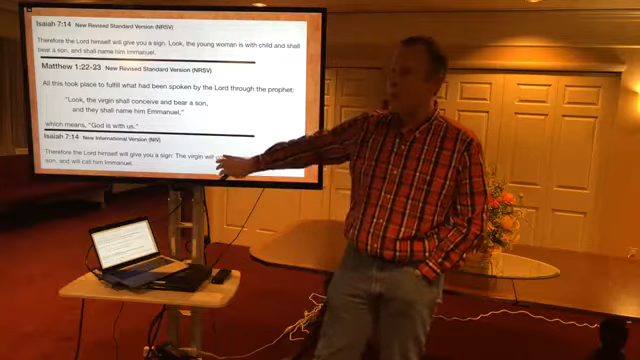 Isaiah 7:14 New Revised Standard Version (NRSV)
Therefore the Lord himself will give you a sign. Look, the young woman is with child and shall
bear a son, and shall name him Immanuel.
Matthew 1:22-23 New Revised Standard Version (NRSV)
All this took place to fulfill what had been spoken by the Lord through the prophet:
"Look, the virgin shall conceive and bear a son,
and they shall name him Emmanuel,"
which means, "God is with us."
Isaiah 7:14 New International Version (NIV)
Therefore the Lord himself will give you a sign: The virgin will
son, and will call him Immanuel.